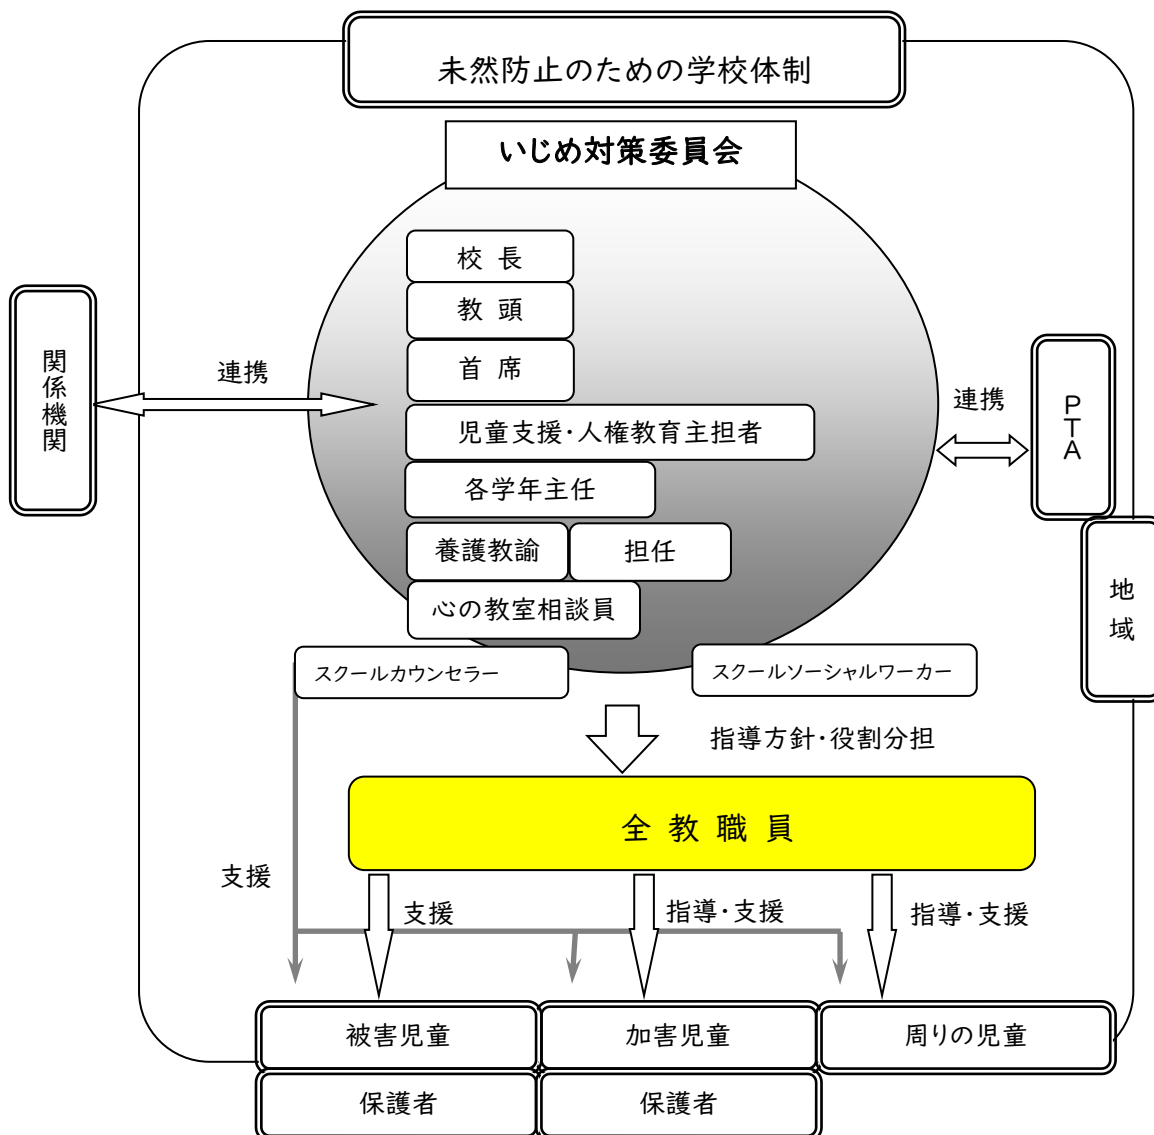 未然防止のための学校体制
いじめ対策委員会
校 長
教 頭
首 席
児童支援・人権教育主担者
各学年主任
養護教諭
担任
心の教室相談員
スクールカウンセラー
スクールソーシャルワーカー
関係機関
連携
連携
PTA
地域
指導方針・役割分担
全 教 職 員
支援
支援
指導・支援
指導・支援
被害児童
加害児童
周りの児童
保護者
保護者